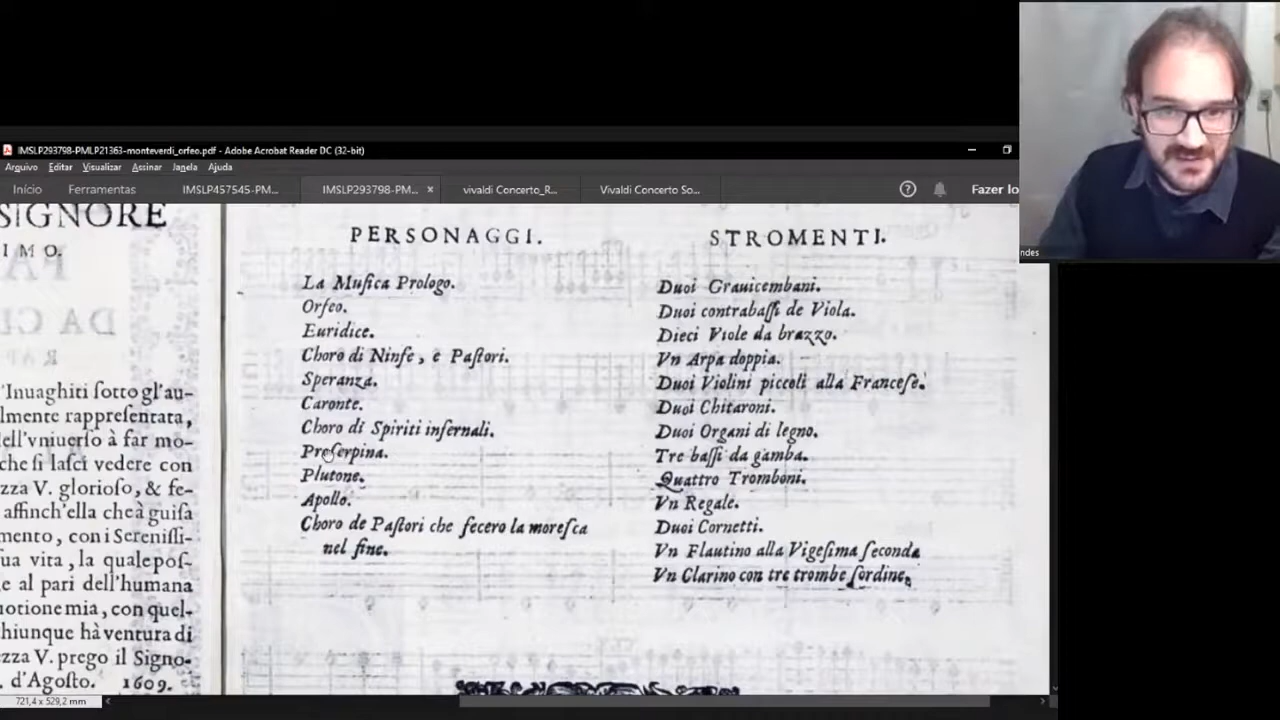 IMSLP293798-PMLP21363-monteverdi_orfeo.pdf - Adobe Acrobat Reader DC (32-bit)
Arquivo Editar Visualizar Assinar Janela Ajuda
Início Ferramentas IMSLP457545-PM... IMSLP293798-PM... × vivaldi Concerto_R... Vivaldi Concerto So... Fazer lo
ndes
SIGNORE
IMO.
'Inuaghiti ſotto gl'au-
lmente rappreſentata,
dell'vniuerſo à far mo-
che ſi laſci vedere con
zza V. glorioſo, & fe-
affinch'ella che à guiſa
mento, con i Sereniſſi-
ua vita, la quale poſ-
e al pari dell'humana
otione mia, con quel-
hiunque hà ventura di
zza V. prego il Signo-
. d'Agoſto. 1609.
PERSONAGGI.
La Muſica Prologo.
Orfeo.
Euridice.
Choro di Ninfe, e Paſtori.
Speranza.
Caronte.
Choro di Spiriti infernali.
Proſerpina.
Plutone.
Apollo.
Choro de Paſtori che fecero la moreſca
nel fine.
STROMENTI.
Duoi Grauicembani.
Duoi contrabaſſi de Viola.
Dieci Viole da brazzo.
Vn Arpa doppia.
Duoi Violini piccoli alla Franceſe.
Duoi Chitaroni.
Duoi Organi di legno.
Tre baſſi da gamba.
Quattro Tromboni.
Vn Regale.
Duoi Cornetti.
Vn Flautino alla Vigeſima ſeconda
Vn Clarino con tre trombe ſordine.
721,4 x 529,2 mm